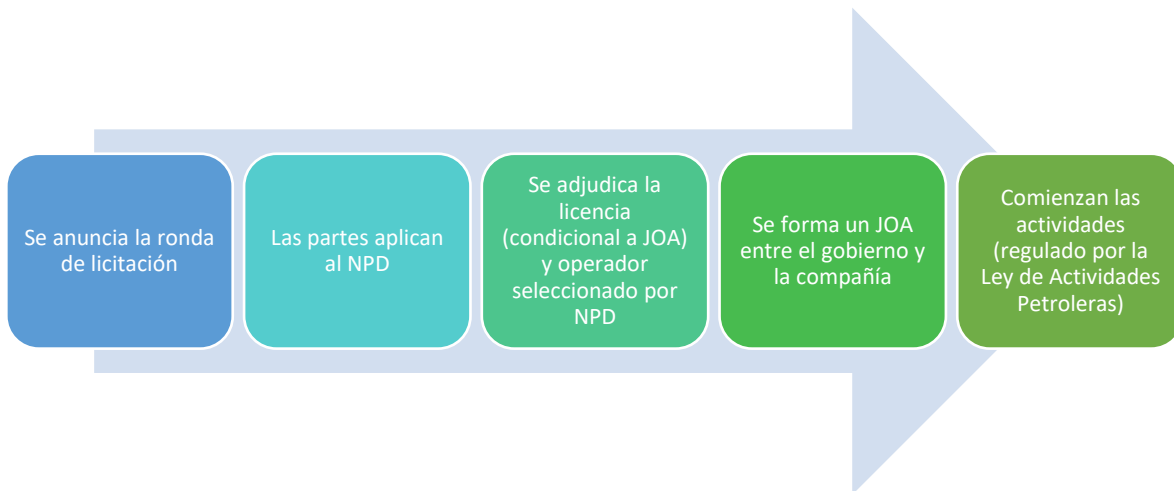 Se anuncia la ronda
de licitación
Las partes aplican
al NPD
Se adjudica la
licencia
(condicional a JOA)
y operador
seleccionado por
NPD
Se forma un JOA
entre el gobierno y
la compañía
Comienzan las
actividades
(regulado por la
Ley de Actividades
Petroleras)